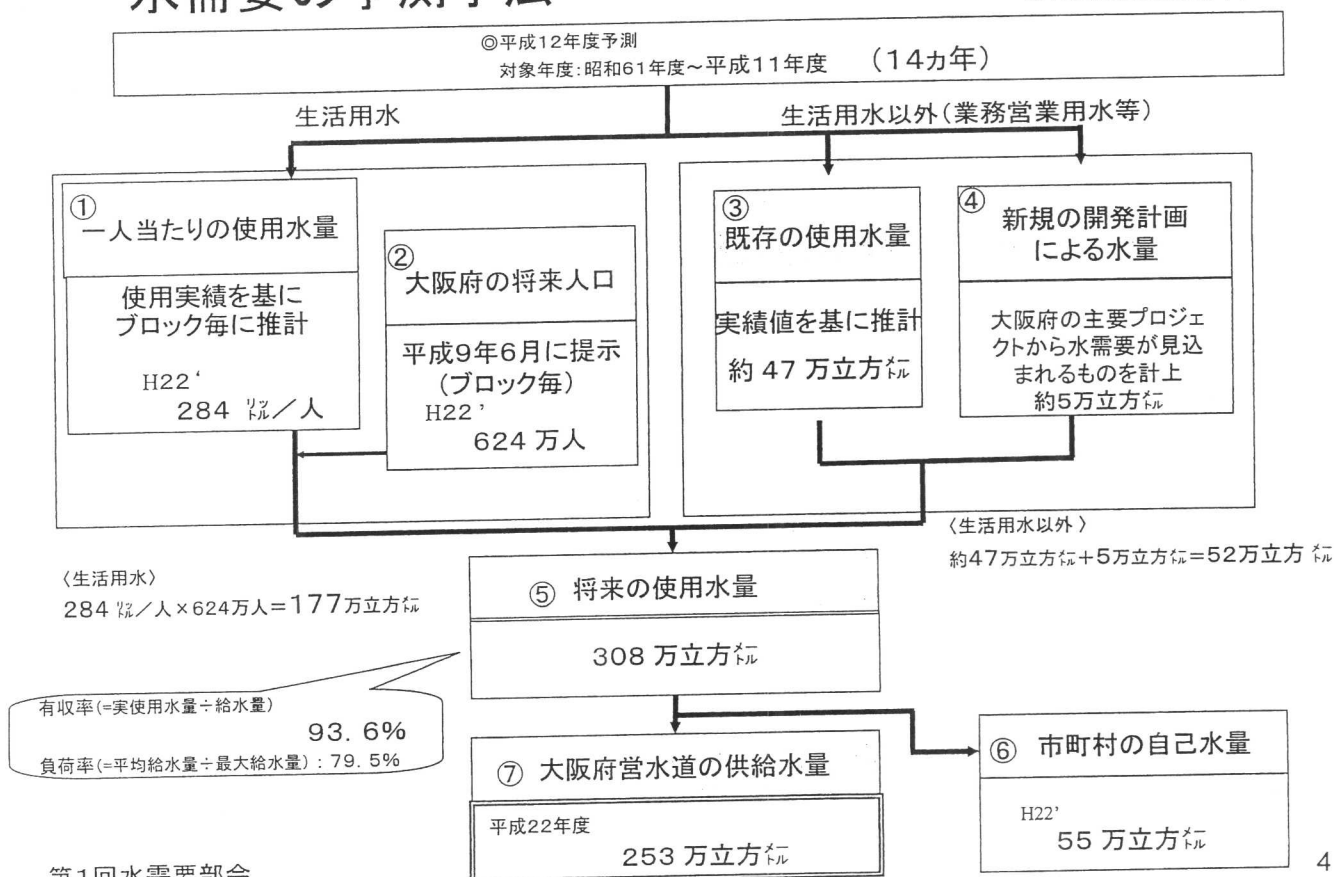 水需要の予測手法
◎平成12年度予測
対象年度:昭和61年度~平成11年度 (14カ年)
生活用水
生活用水以外(業務営業用水等)
①
一人当たりの使用水量
使用実績を基に
ブロック毎に推計
H22‘
284 リットル/人
②
大阪府の将来人口
平成9年6月に提示
(ブロック毎)
H22’
624 万人
③
既存の使用水量
実績値を基に推計
約 47 万立方メートル
④
新規の開発計画
による水量
大阪府の主要プロジェ
クトから水需要が見込
まれるものを計上
約5万立方メートル
〈生活用水〉
284 リットル/人×624万人=177万立方メートル
〈生活用水以外〉
約47万立方メートル+5万立方メートル=52万立方メートル
⑤ 将来の使用水量
308 万立方メートル
有収率(=実使用水量÷給水量)
93. 6%
負荷率(=平均給水量÷最大給水量) : 79. 5%
⑦ 大阪府営水道の供給水量
平成22年度
253 万立方メートル
⑥ 市町村の自己水量
H22’
55 万立方メートル
第1回水需要部会
4